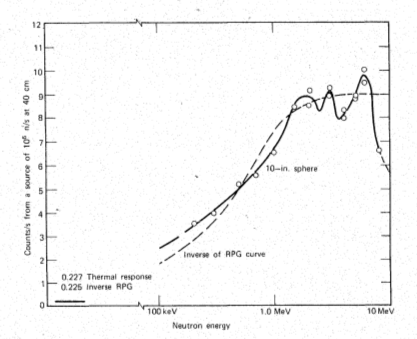 12
11
10
9
8
7
6
5
4
3
2
1
0
Counts/s from a source of 10⁶ n/s at 40 cm
10-in. sphere
Inverse of RPG curve
0.227 Thermal response
0.225 Inverse RPG
100 keV 1.0 MeV 10 MeV
Neutron energy